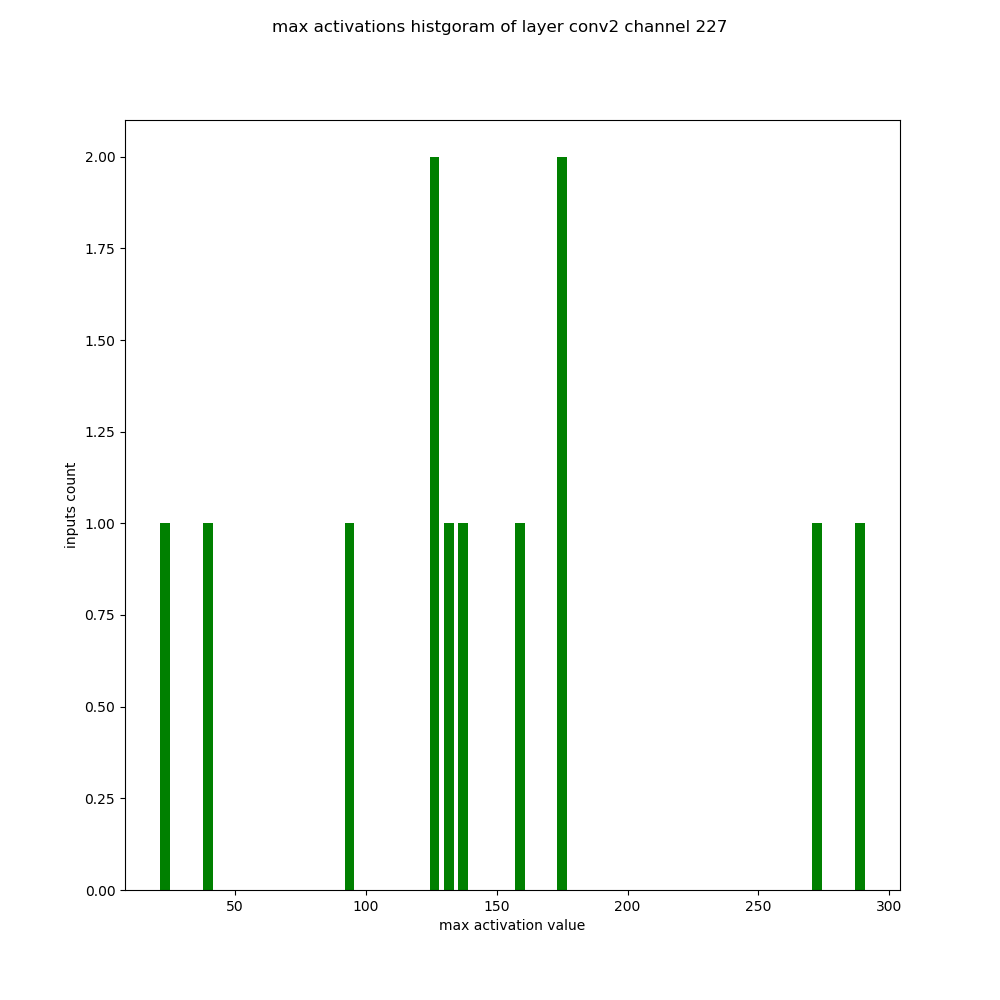 max activations histgoram of layer conv2 channel 227
2.00
1.75
1.50
1.25
1.00
0.75
0.50
0.25
0.00
inputs count
50 100 150 200 250 300
max activation value